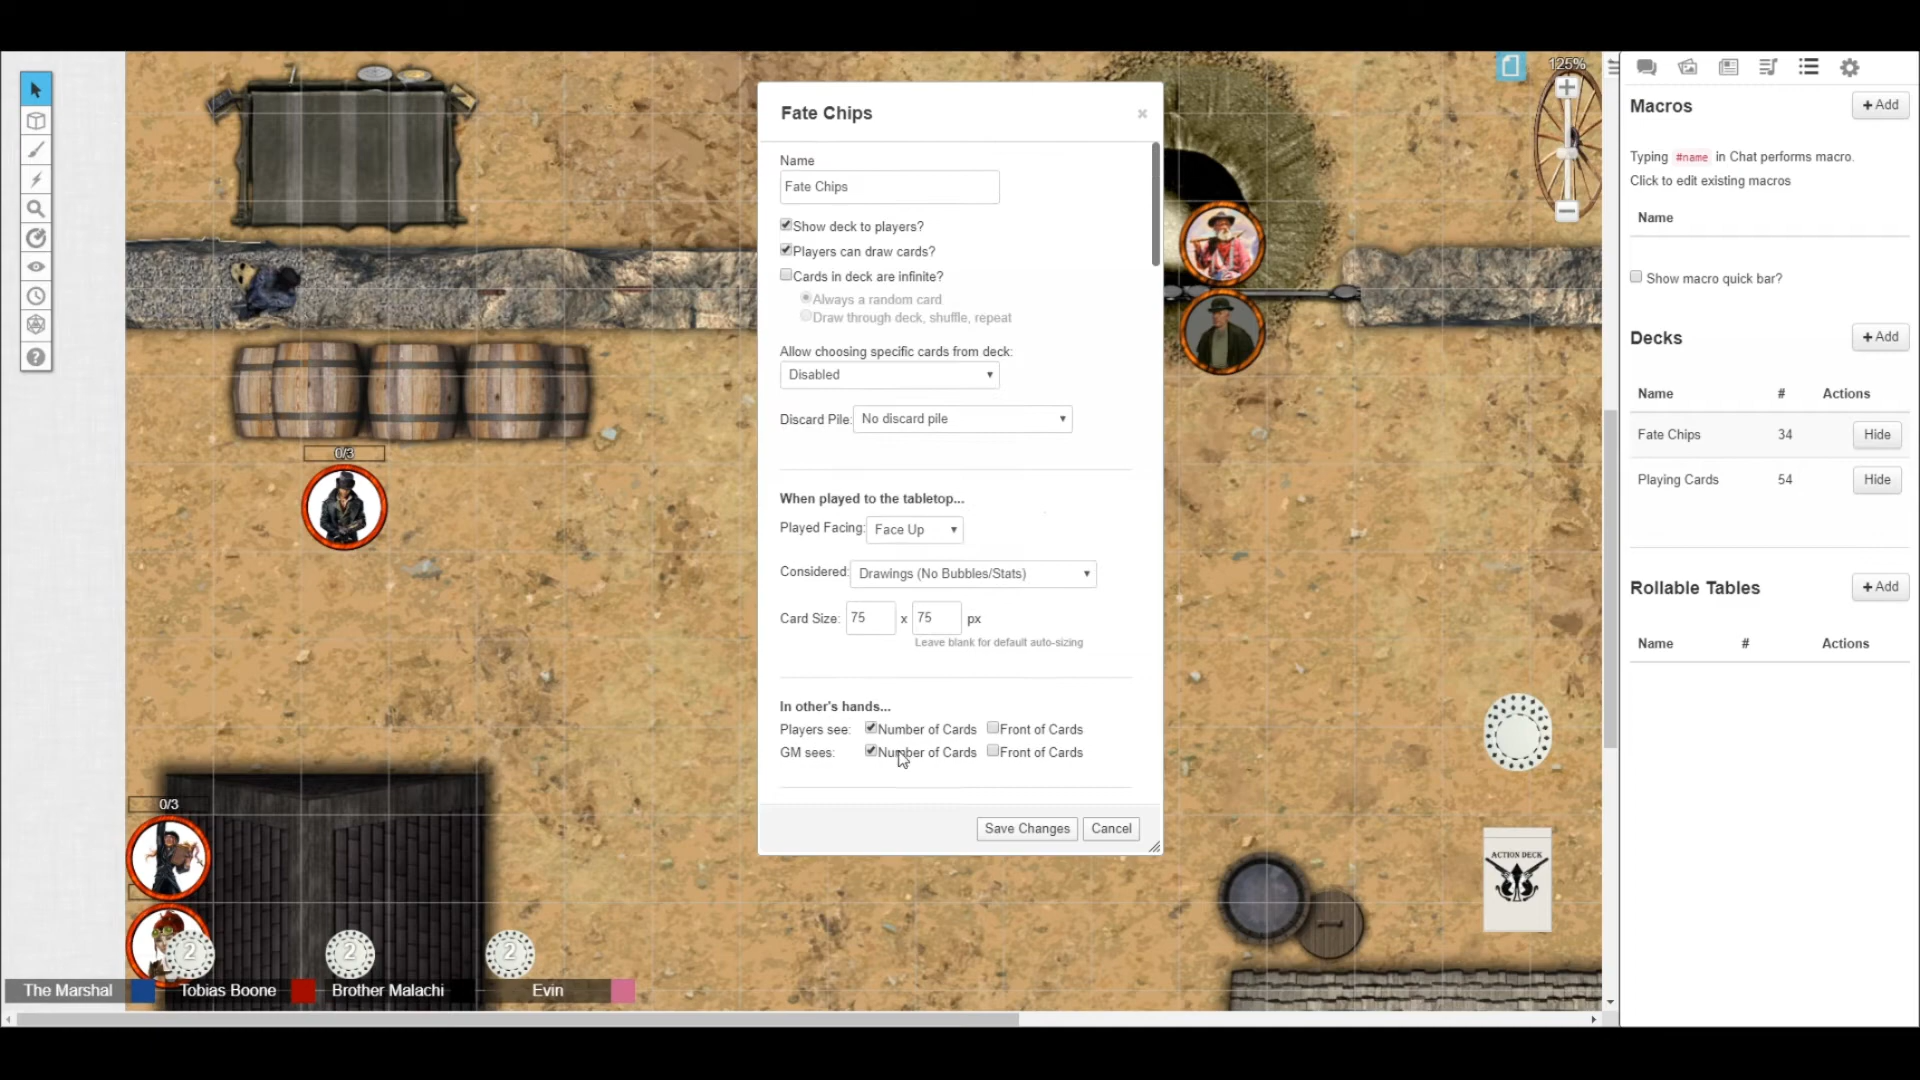 125%
Fate Chips
×
Name
Fate Chips
Show deck to players?
Players can draw cards?
Cards in deck are infinite?
Always a random card
Draw through deck, shuffle, repeat
Allow choosing specific cards from deck:
Disabled
Discard Pile: No discard pile
When played to the tabletop...
Played Facing: Face Up
Considered: Drawings (No Bubbles/Stats)
Card Size: 75 x 75 px
Leave blank for default auto-sizing
In other's hands...
Players see: Number of Cards Front of Cards
GM sees: Number of Cards Front of Cards
Save Changes Cancel
0/3
0/3
2 2 2
The Marshal Tobias Boone Brother Malachi Evin
ACTION DECK
Macros + Add
Typing #name in Chat performs macro.
Click to edit existing macros
Name
Show macro quick bar?
Decks + Add
Name # Actions
Fate Chips 34 Hide
Playing Cards 54 Hide
Rollable Tables + Add
Name # Actions